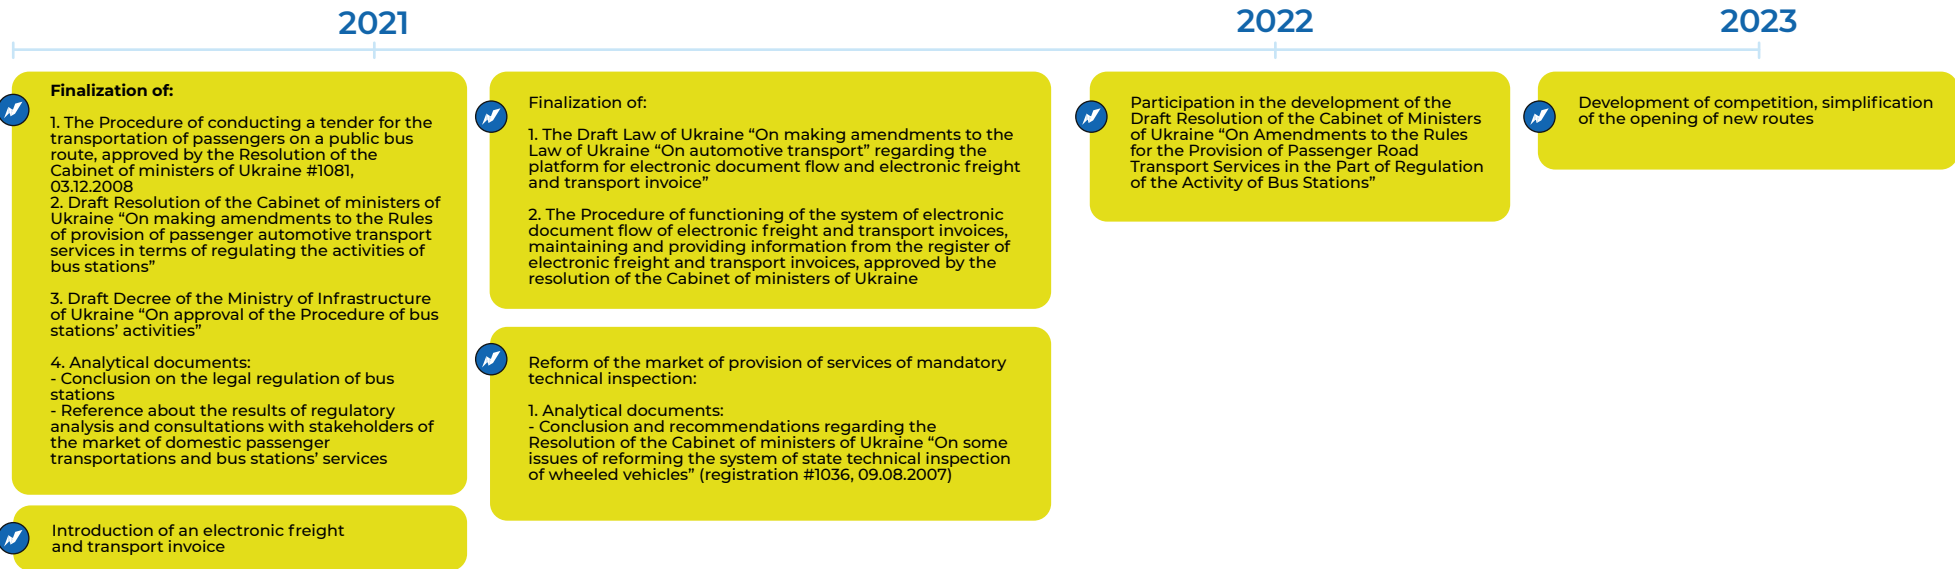 2021
2022
2023
Finalization of:
1. The Procedure of conducting a tender for the
transportation of passengers on a public bus
route, approved by the Resolution of the
Cabinet of ministers of Ukraine #1081,
03.12.2008
2. Draft Resolution of the Cabinet of ministers of
Ukraine “On making amendments to the Rules
of provision of passenger automotive transport
services in terms of regulating the activities of
bus stations”
3. Draft Decree of the Ministry of Infrastructure
of Ukraine “On approval of the Procedure of bus
stations’ activities”
4. Analytical documents:
- Conclusion on the legal regulation of bus
stations
- Reference about the results of regulatory
analysis and consultations with stakeholders of
the market of domestic passenger
transportations and bus stations’ services
Introduction of an electronic freight
and transport invoice
Finalization of:
1. The Draft Law of Ukraine “On making amendments to the
Law of Ukraine “On automotive transport” regarding the
platform for electronic document flow and electronic freight
and transport invoice”
2. The Procedure of functioning of the system of electronic
document flow of electronic freight and transport invoices,
maintaining and providing information from the register of
electronic freight and transport invoices, approved by the
resolution of the Cabinet of ministers of Ukraine
Reform of the market of provision of services of mandatory
technical inspection:
1. Analytical documents:
- Conclusion and recommendations regarding the
Resolution of the Cabinet of ministers of Ukraine “On some
issues of reforming the system of state technical inspection
of wheeled vehicles” (registration #1036, 09.08.2007)
Participation in the development of the
Draft Resolution of the Cabinet of Ministers
of Ukraine “On Amendments to the Rules
for the Provision of Passenger Road
Transport Services in the Part of Regulation
of the Activity of Bus Stations”
Development of competition, simplification
of the opening of new routes